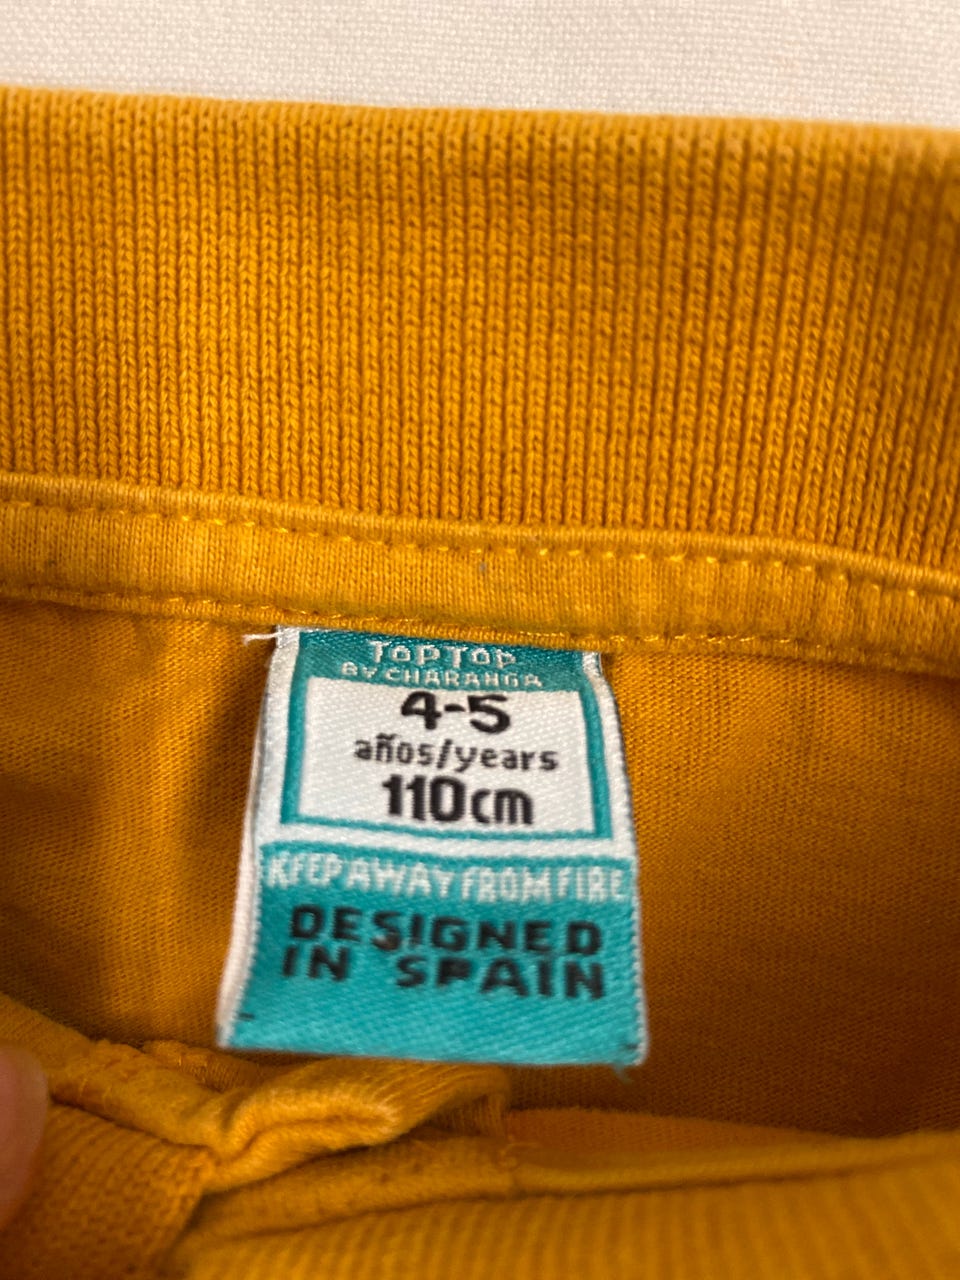 TOPTOP
BY CHARANGA
4-5
años/years
110cm
KEEP AWAY FROM FIRE
DESIGNED
IN SPAIN